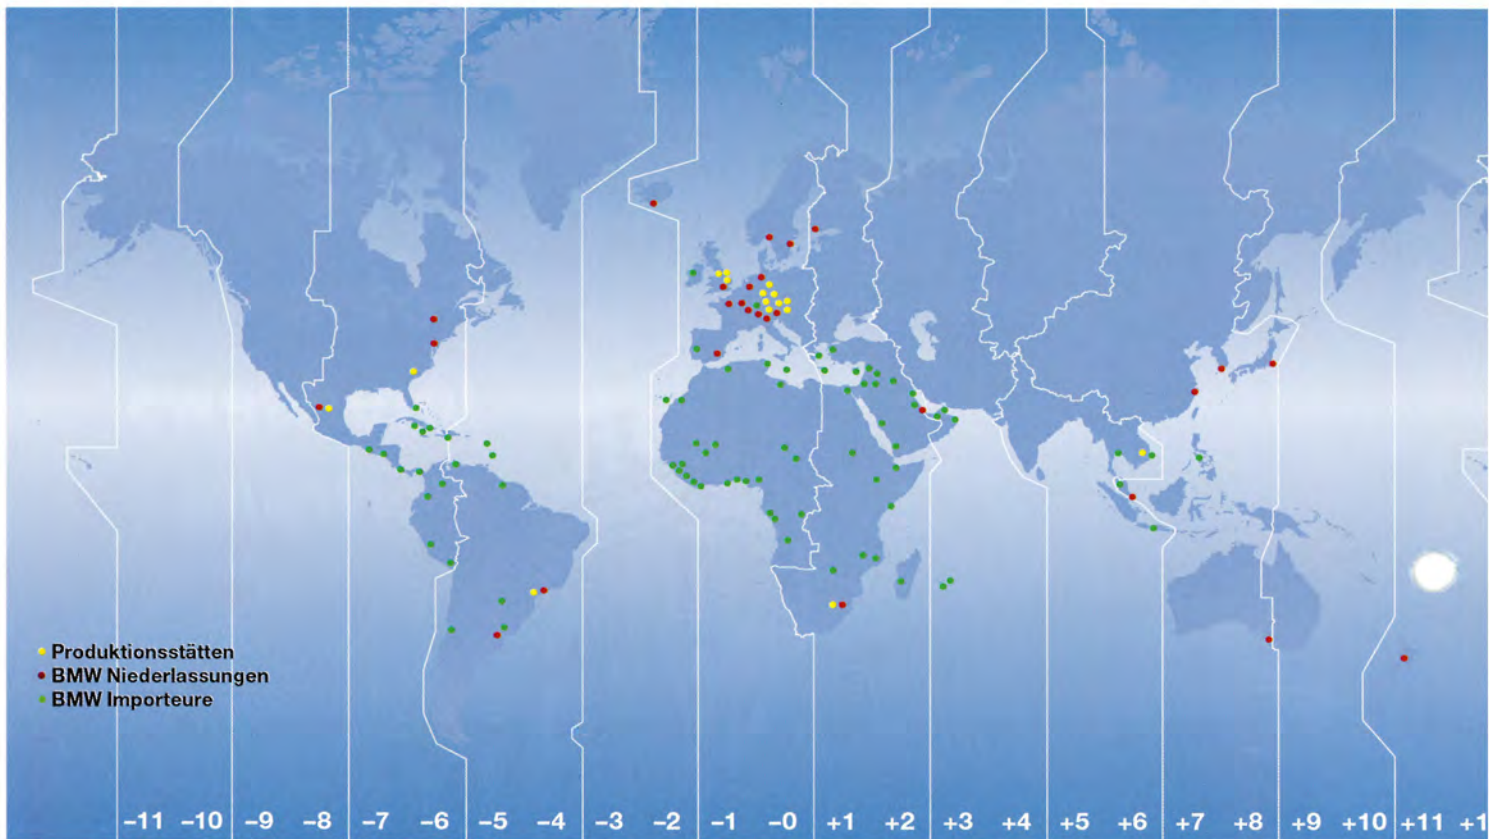 Produktionsstätten
BMW Niederlassungen
BMW Importeure
−11 −10 −9 −8 −7 −6 −5 −4 −3 −2 −1 −0 +1 +2 +3 +4 +5 +6 +7 +8 +9 +10 +11 +1